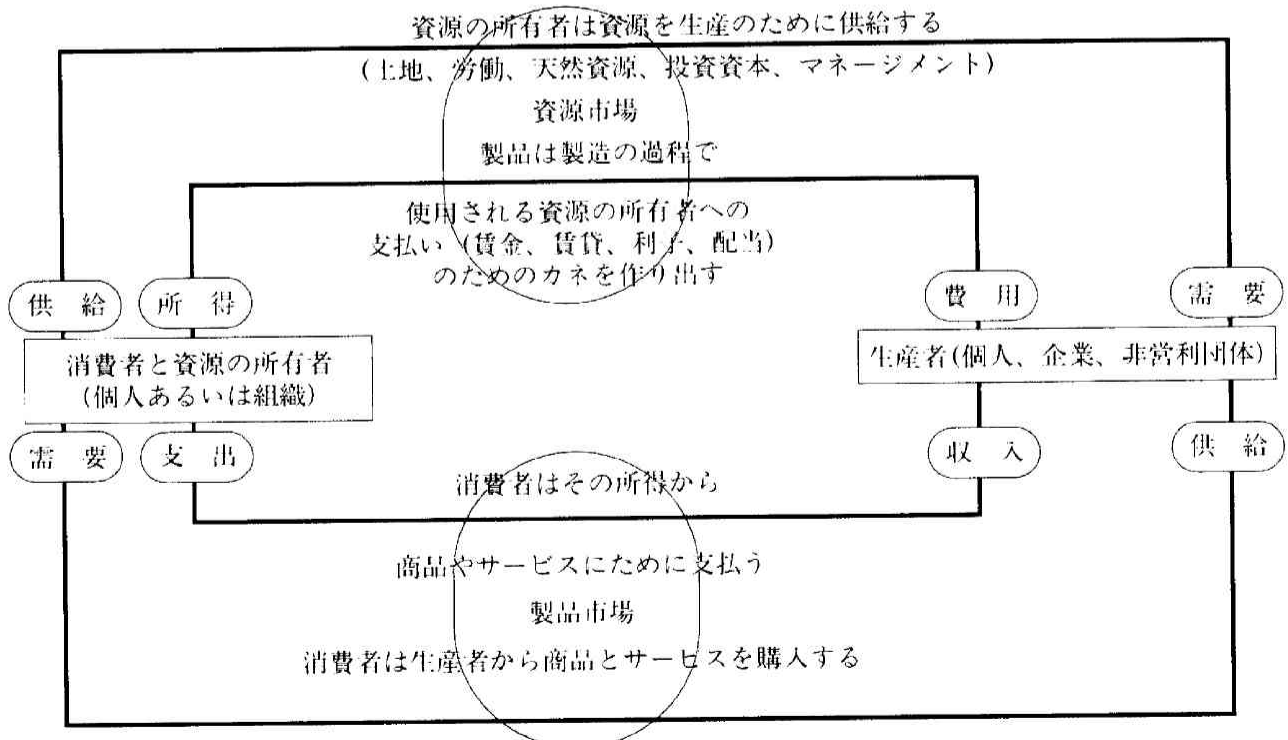 資源の所有者は資源を生産のために供給する
(土地、労働、天然資源、投資資本、マネージメント)
資源市場
製品は製造の過程で
使用される資源の所有者への
支払い (賃金、賃貸、利子、配当)
のためのカネを作り出す
供 給
所 得
費 用
需 要
消費者と資源の所有者
(個人あるいは組織)
生産者(個人、企業、非営利団体)
需 要
支 出
収 入
供 給
消費者はその所得から
商品やサービスにために支払う
製品市場
消費者は生産者から商品とサービスを購入する